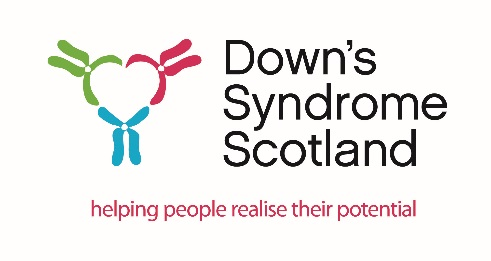 Down's
Syndrome
Scotland
helping people realise their potential